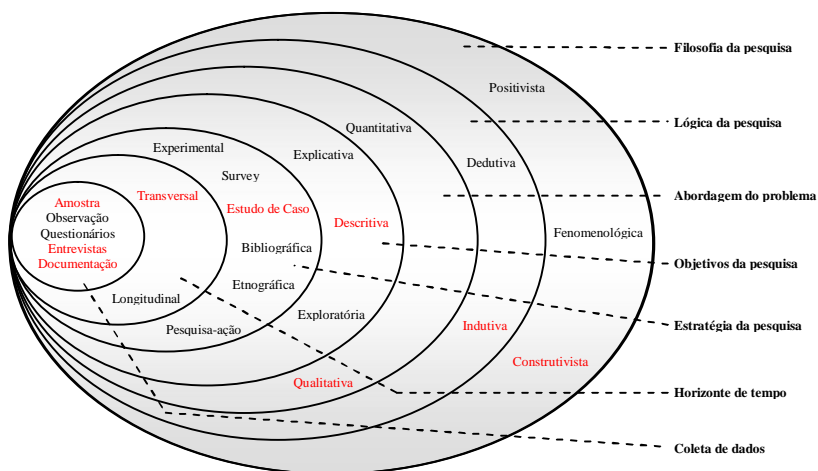 Filosofia da pesquisa
Positivista
Lógica da pesquisa
Quantitativa
Experimental
Explicativa
Dedutiva
Survey
Abordagem do problema
Transversal
Amostra
Estudo de Caso
Observação
Descritiva
Questionários
Fenomenológica
Entrevistas
Bibliográfica
Documentação
Objetivos da pesquisa
Etnográfica
Longitudinal
Exploratória
Pesquisa-ação
Indutiva
Estratégia da pesquisa
Construtivista
Qualitativa
Horizonte de tempo
Coleta de dados